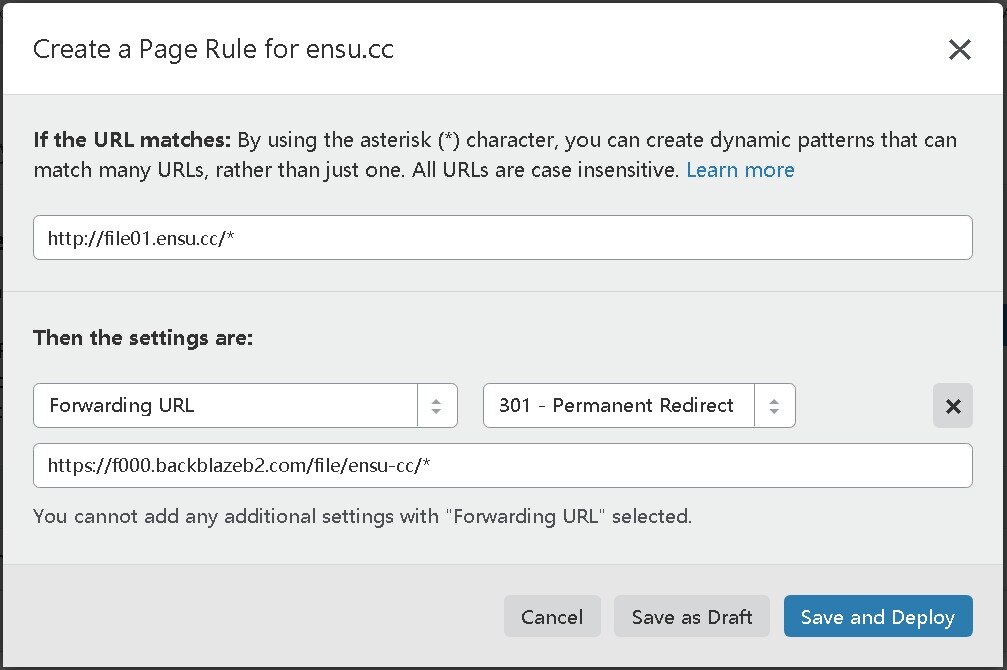 Create a Page Rule for ensu.cc
If the URL matches: By using the asterisk (*) character, you can create dynamic patterns that can
match many URLs, rather than just one. All URLs are case insensitive. Learn more
http://file01.ensu.cc/*
Then the settings are:
Forwarding URL 301 - Permanent Redirect
https://f000.backblazeb2.com/file/ensu-cc/*
You cannot add any additional settings with "Forwarding URL" selected.
Cancel Save as Draft Save and Deploy